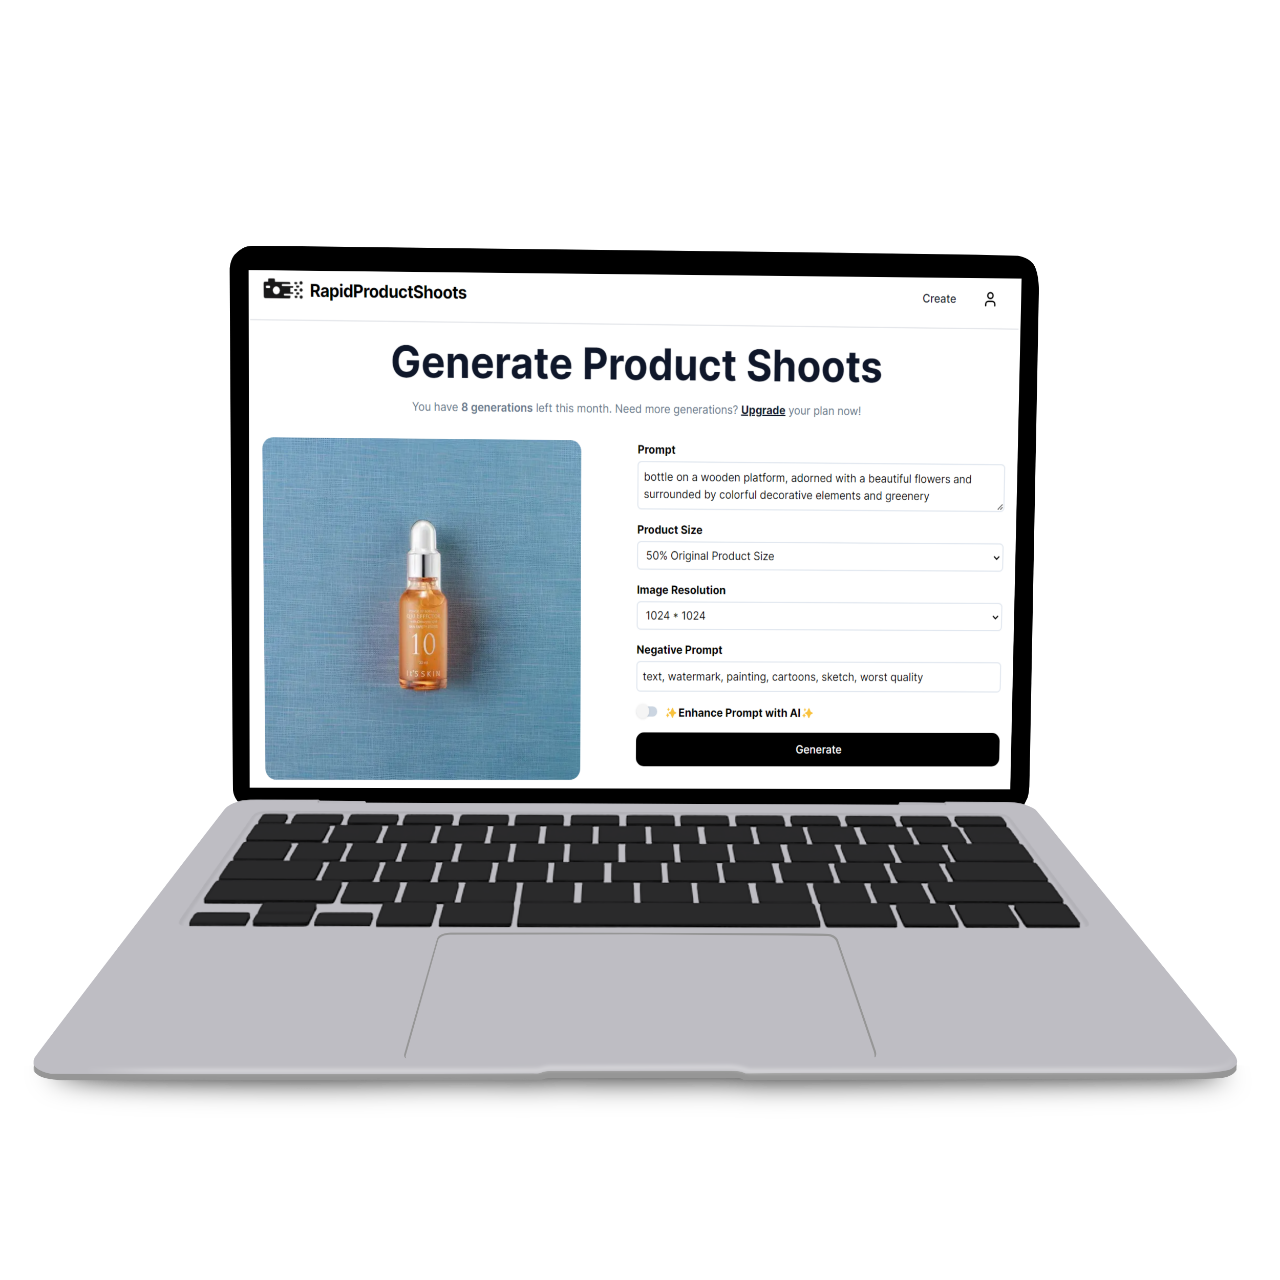 RapidProductShoots
Create
Generate Product Shoots
You have 8 generations left this month. Need more generations? Upgrade your plan now!
10
IT'S SKIN
Prompt
bottle on a wooden platform, adorned with a beautiful flowers and
surrounded by colorful decorative elements and greenery
Product Size
50% Original Product Size
Image Resolution
1024 * 1024
Negative Prompt
text, watermark, painting, cartoons, sketch, worst quality
✨Enhance Prompt with AI✨
Generate